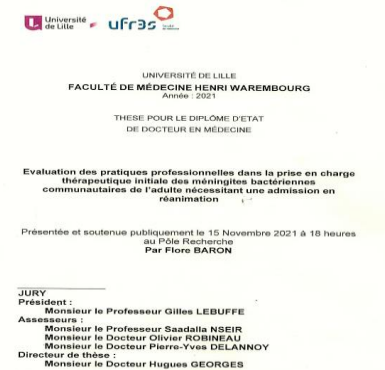 Université
de Lille
ufr3s
UNIVERSITÉ DE LILLE
FACULTÉ DE MÉDECINE HENRI WAREMBOURG
Année : 2021
THESE POUR LE DIPLÔME D'ETAT
DE DOCTEUR EN MÉDECINE
Evaluation des pratiques professionnelles dans la prise en charge
thérapeutique initiale des méningites bactériennes
communautaires de l'adulte nécessitant une admission en
réanimation
Présentée et soutenue publiquement le 15 Novembre 2021 à 18 heures
au Pôle Recherche
Par Flore BARON
JURY
Président :
Monsieur le Professeur Gilles LEBUFFE
Assesseurs :
Monsieur le Professeur Saadalla NSEIR
Monsieur le Docteur Olivier ROBINEAU
Monsieur le Docteur Pierre-Yves DELANNOY
Directeur de thèse :
Monsieur le Docteur Hugues GEORGES